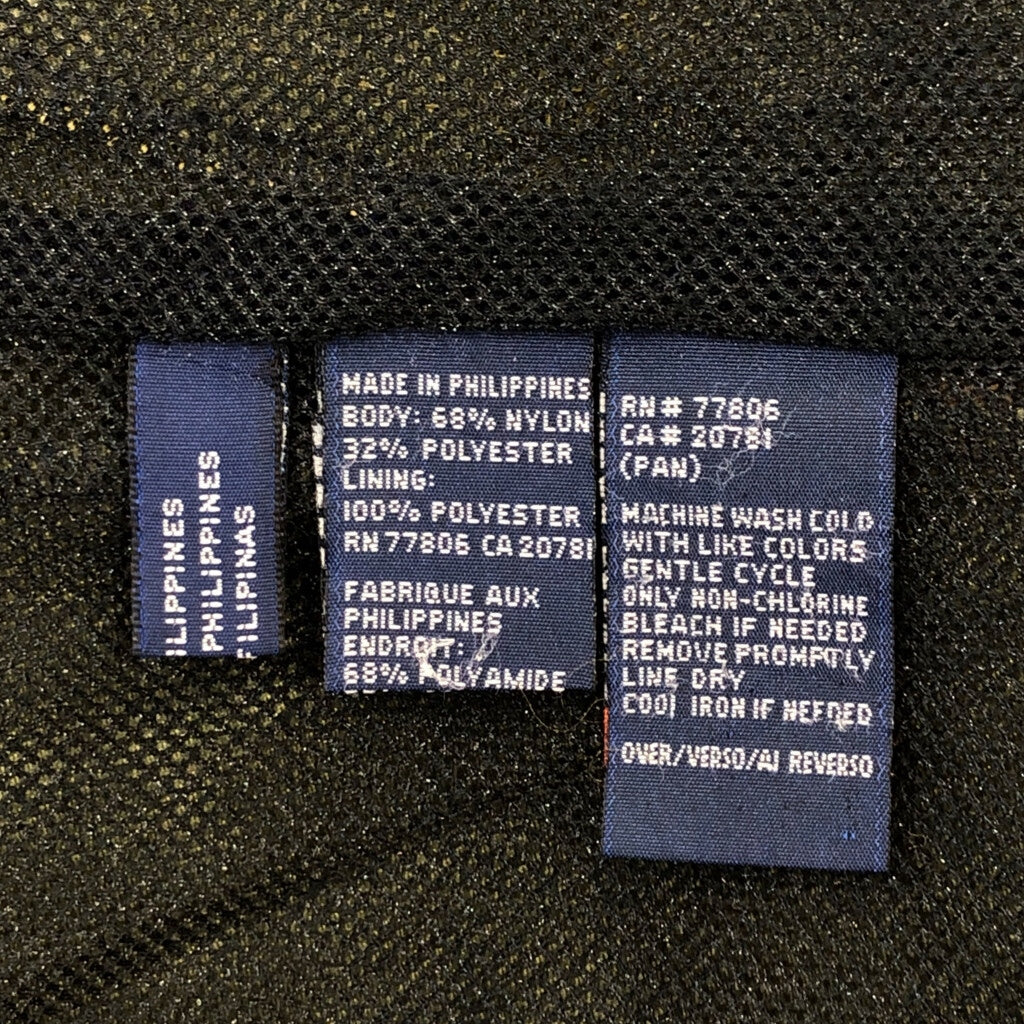 PHILIPPINES
FILIPINAS
MADE IN PHILIPPINES
BODY: 68% NYLON
32% POLYESTER
LINING:
100% POLYESTER
RN 77806 CA 20781
FABRIQUE AUX
PHILIPPINES
ENDROIT:
68% POLYAMIDE
RN# 77806
CA# 20781
(PAN)
MACHINE WASH COLD
WITH LIKE COLORS
GENTLE CYCLE
ONLY NON-CHLORINE
BLEACH IF NEEDED
REMOVE PROMPTLY
LINE DRY
COOL IRON IF NEEDED
OVER/VERSO/AL REVERSO